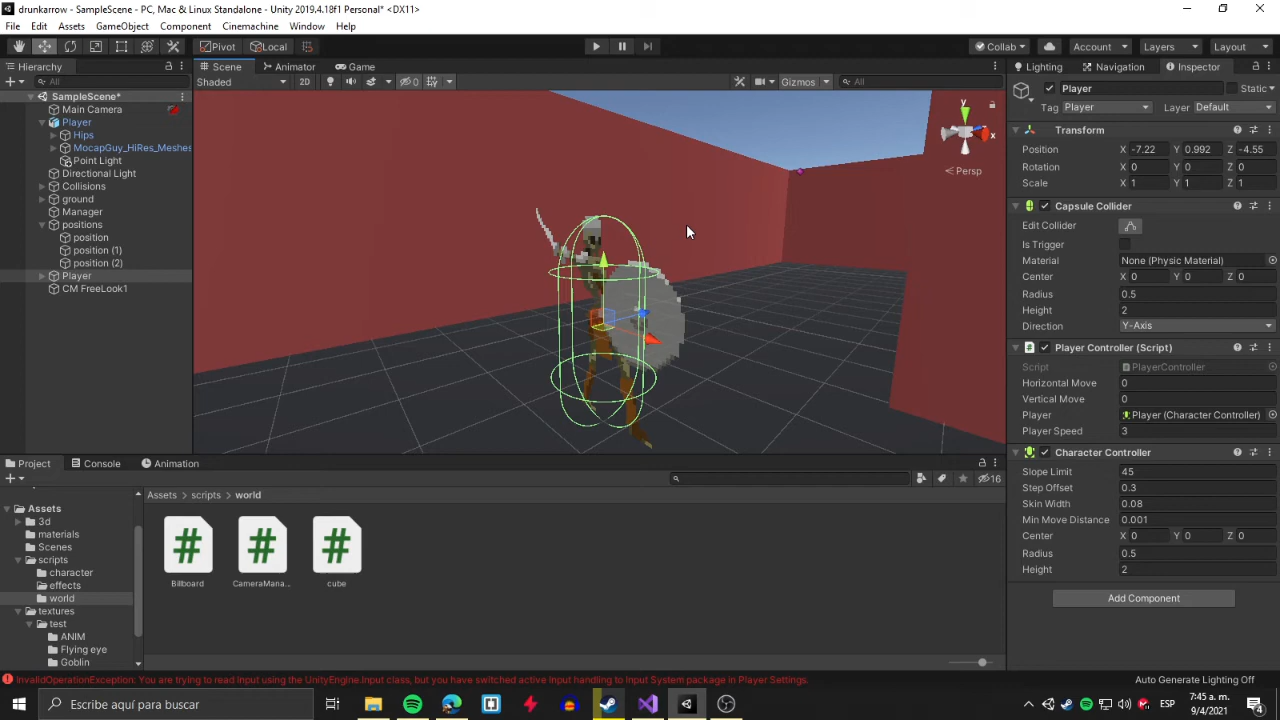 drunkarrow - SampleScene - PC, Mac & Linux Standalone - Unity 2019.4.18f1 Personal* <DX11>
File Edit Assets GameObject Component Cinemachine Window Help
Pivot Local Collab Account Layers Layout
Hierarchy
All
SampleScene*
Main Camera
Player
Hips
MocapGuy_HiRes_Meshes
Point Light
Directional Light
Collisions
ground
Manager
positions
position
position (1)
position (2)
Player
CM FreeLook1
Scene Animator Game
Shaded 2D 0 Gizmos All
y
x
Persp
Lighting Navigation Inspector
Player Static
Tag Player Layer Default
Transform
Position X -7.22 Y 0.992 Z -4.55
Rotation X 0 Y 0 Z 0
Scale X 1 Y 1 Z 1
Capsule Collider
Edit Collider
Is Trigger
Material None (Physic Material)
Center X 0 Y 0 Z 0
Radius 0.5
Height 2
Direction Y-Axis
Player Controller (Script)
Script PlayerController
Horizontal Move 0
Vertical Move 0
Player Player (Character Controller)
Player Speed 3
Character Controller
Slope Limit 45
Step Offset 0.3
Skin Width 0.08
Min Move Distance 0.001
Center X 0 Y 0 Z 0
Radius 0.5
Height 2
Add Component
Project Console Animation
16
Assets
3d
materials
Scenes
scripts
character
effects
world
textures
test
ANIM
Flying eye
Goblin
Assets > scripts > world
Billboard CameraMana... cube
InvalidOperationException: You are trying to read Input using the UnityEngine.Input class, but you have switched active Input handling to Input System package in Player Settings.
Auto Generate Lighting Off
Escribe aquí para buscar
ESP
7:45 a. m.
9/4/2021
4